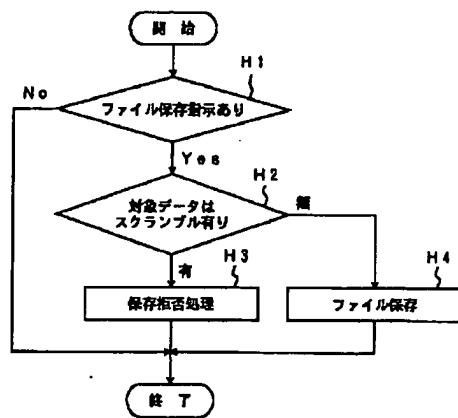 開 始
H1
No
ファイル保存指示あり
Yes
H2
対象データは
スクランブル有り
無
有
H3
H4
保存拒否処理
ファイル保存
終 了